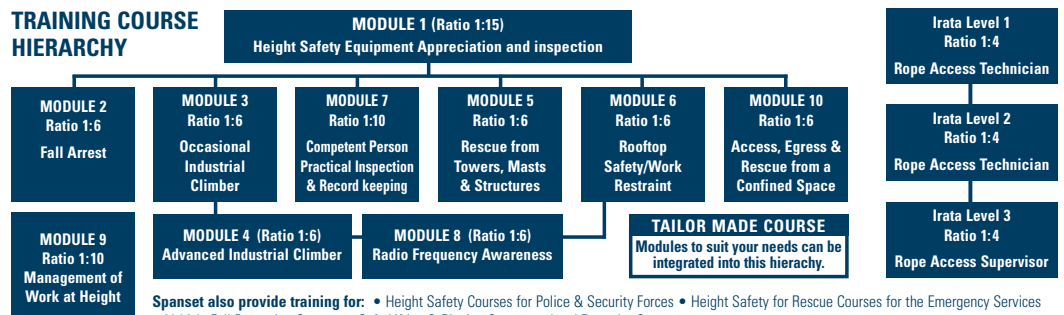 TRAINING COURSE
HIERARCHY
MODULE 1 (Ratio 1:15)
Height Safety Equipment Appreciation and inspection
MODULE 2
Ratio 1:6
Fall Arrest
MODULE 3
Ratio 1:6
Occasional
Industrial
Climber
MODULE 7
Ratio 1:10
Competent Person
Practical Inspection
& Record keeping
MODULE 5
Ratio 1:6
Rescue from
Towers, Masts
& Structures
MODULE 6
Ratio 1:6
Rooftop
Safety/Work
Restraint
MODULE 10
Ratio 1:6
Access, Egress &
Rescue from a
Confined Space
MODULE 9
Ratio 1:10
Management of
Work at Height
MODULE 4 (Ratio 1:6)
Advanced Industrial Climber
MODULE 8 (Ratio 1:6)
Radio Frequency Awareness
TAILOR MADE COURSE
Modules to suit your needs can be
integrated into this hierachy.
Irata Level 1
Ratio 1:4
Rope Access Technician
Irata Level 2
Ratio 1:4
Rope Access Technician
Irata Level 3
Ratio 1:4
Rope Access Supervisor
Spanset also provide training for: • Height Safety Courses for Police & Security Forces • Height Safety for Rescue Courses for the Emergency Services